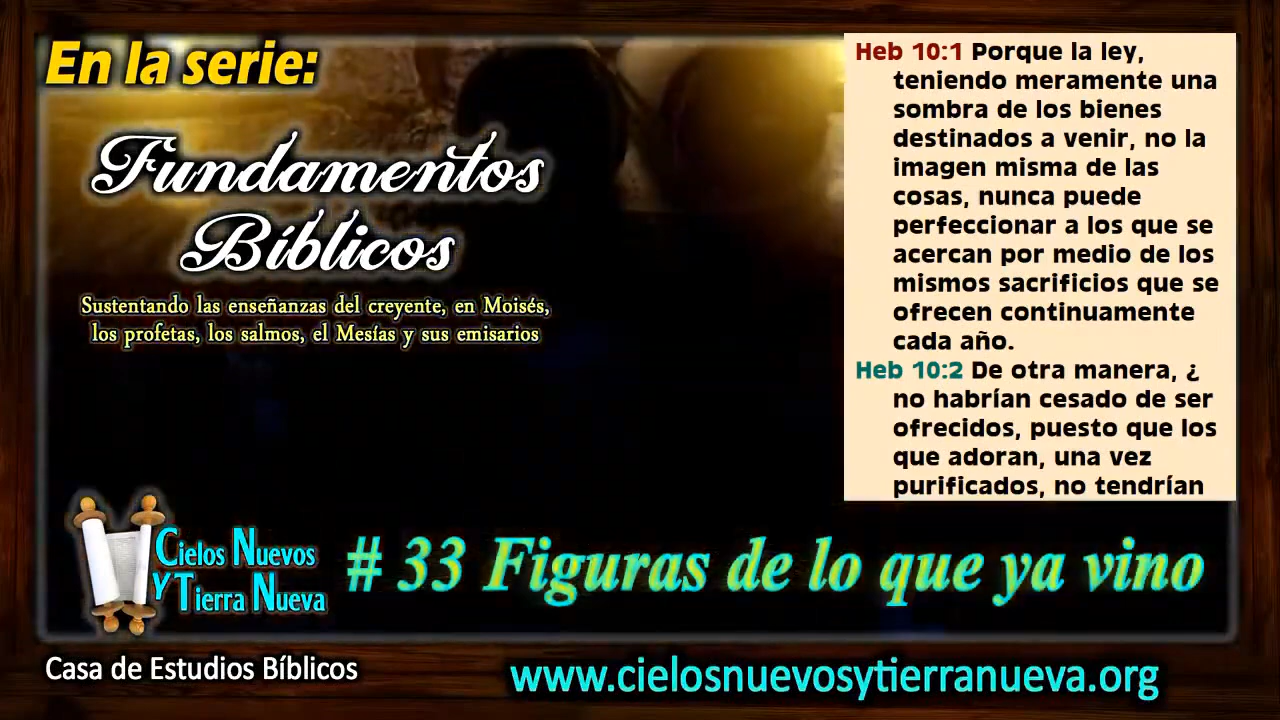 En la serie:
Fundamentos
Bíblicos
Sustentando las enseñanzas del creyente, en Moisés,
los profetas, los salmos, el Mesías y sus emisarios
Heb 10:1 Porque la ley,
teniendo meramente una
sombra de los bienes
destinados a venir, no la
imagen misma de las
cosas, nunca puede
perfeccionar a los que se
acercan por medio de los
mismos sacrificios que se
ofrecen continuamente
cada año.
Heb 10:2 De otra manera, ¿
no habrían cesado de ser
ofrecidos, puesto que los
que adoran, una vez
purificados, no tendrían
Cielos Nuevos
Y Tierra Nueva
# 33 Figuras de lo que ya vino
Casa de Estudios Bíblicos
www.cielosnuevosytierranueva.org